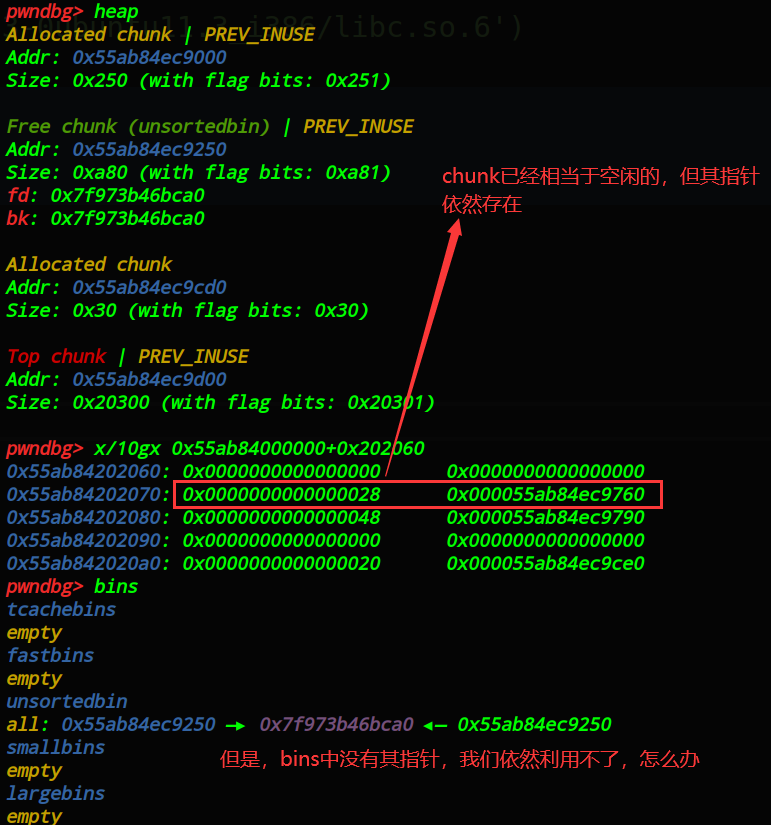 pwndbg> heap
Allocated chunk | PREV_INUSE
Addr: 0x55ab84ec9000
Size: 0x250 (with flag bits: 0x251)
Free chunk (unsortedbin) | PREV_INUSE
Addr: 0x55ab84ec9250
Size: 0xa80 (with flag bits: 0xa81)
fd: 0x7f973b46bca0
bk: 0x7f973b46bca0
chunk已经相当于空闲的，但其指针
依然存在
Allocated chunk
Addr: 0x55ab84ec9cd0
Size: 0x30 (with flag bits: 0x30)
Top chunk | PREV_INUSE
Addr: 0x55ab84ec9d00
Size: 0x20300 (with flag bits: 0x20301)
pwndbg> x/10gx 0x55ab84000000+0x202060
0x55ab84202060: 0x0000000000000000 0x0000000000000000
0x55ab84202070: 0x0000000000000028 0x000055ab84ec9760
0x55ab84202080: 0x0000000000000048 0x000055ab84ec9790
0x55ab84202090: 0x0000000000000000 0x0000000000000000
0x55ab842020a0: 0x0000000000000020 0x000055ab84ec9ce0
pwndbg> bins
tcachebins
empty
fastbins
empty
unsortedbin
all: 0x55ab84ec9250 —▸ 0x7f973b46bca0 ◂— 0x55ab84ec9250
smallbins
但是，bins中没有其指针，我们依然利用不了，怎么办
empty
largebins
empty